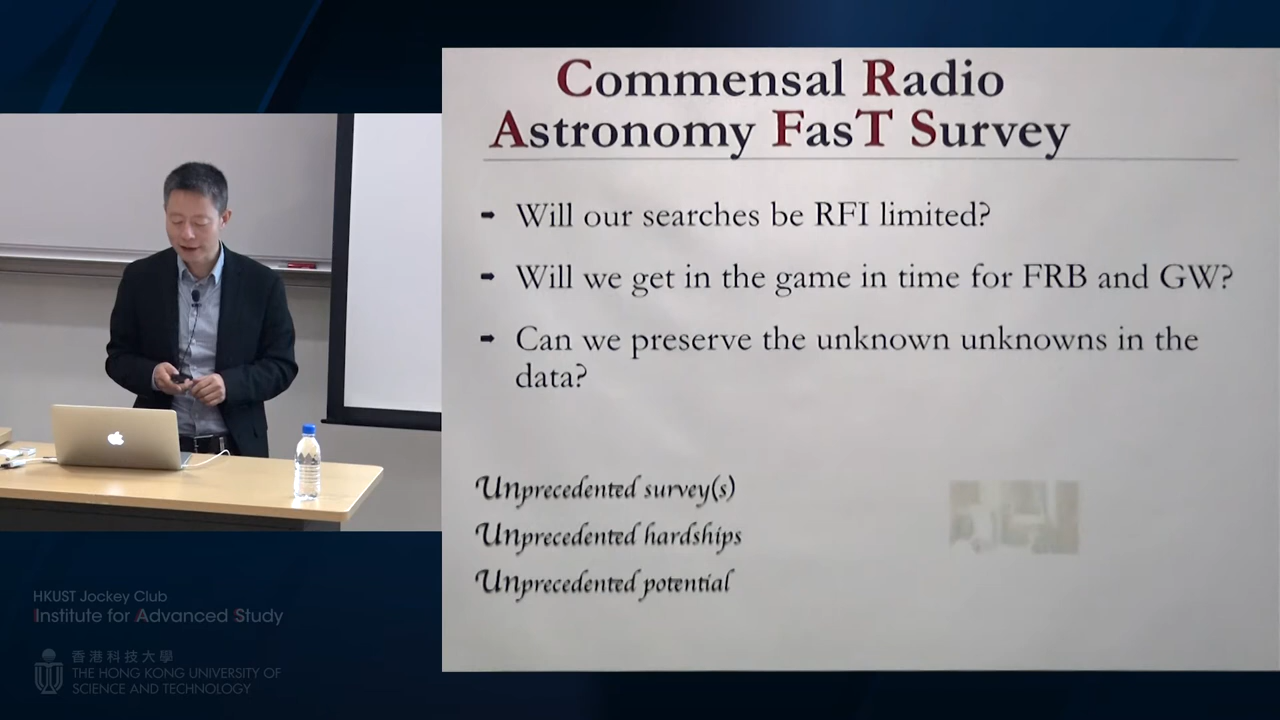 Commensal Radio
Astronomy FasT Survey
Will our searches be RFI limited?
Will we get in the game in time for FRB and GW?
Can we preserve the unknown unknowns in the
data?
Unprecedented survey(s)
Unprecedented hardships
Unprecedented potential
HKUST Jockey Club
Institute for Advanced Study
香港科技大學
THE HONG KONG UNIVERSITY OF
SCIENCE AND TECHNOLOGY